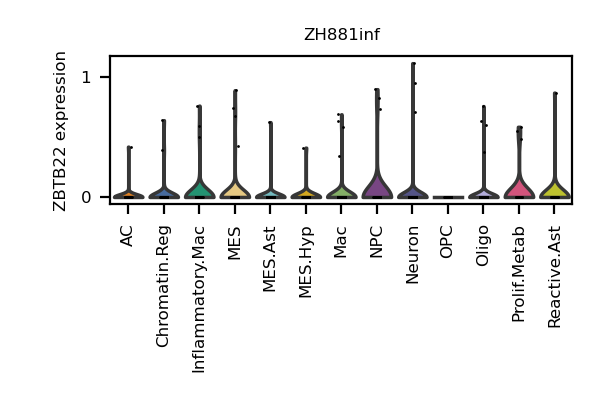 ZH881inf
ZBTB22 expression
1
0
AC
Chromatin.Reg
Inflammatory.Mac
MES
MES.Ast
MES.Hyp
Mac
NPC
Neuron
OPC
Oligo
Prolif.Metab
Reactive.Ast